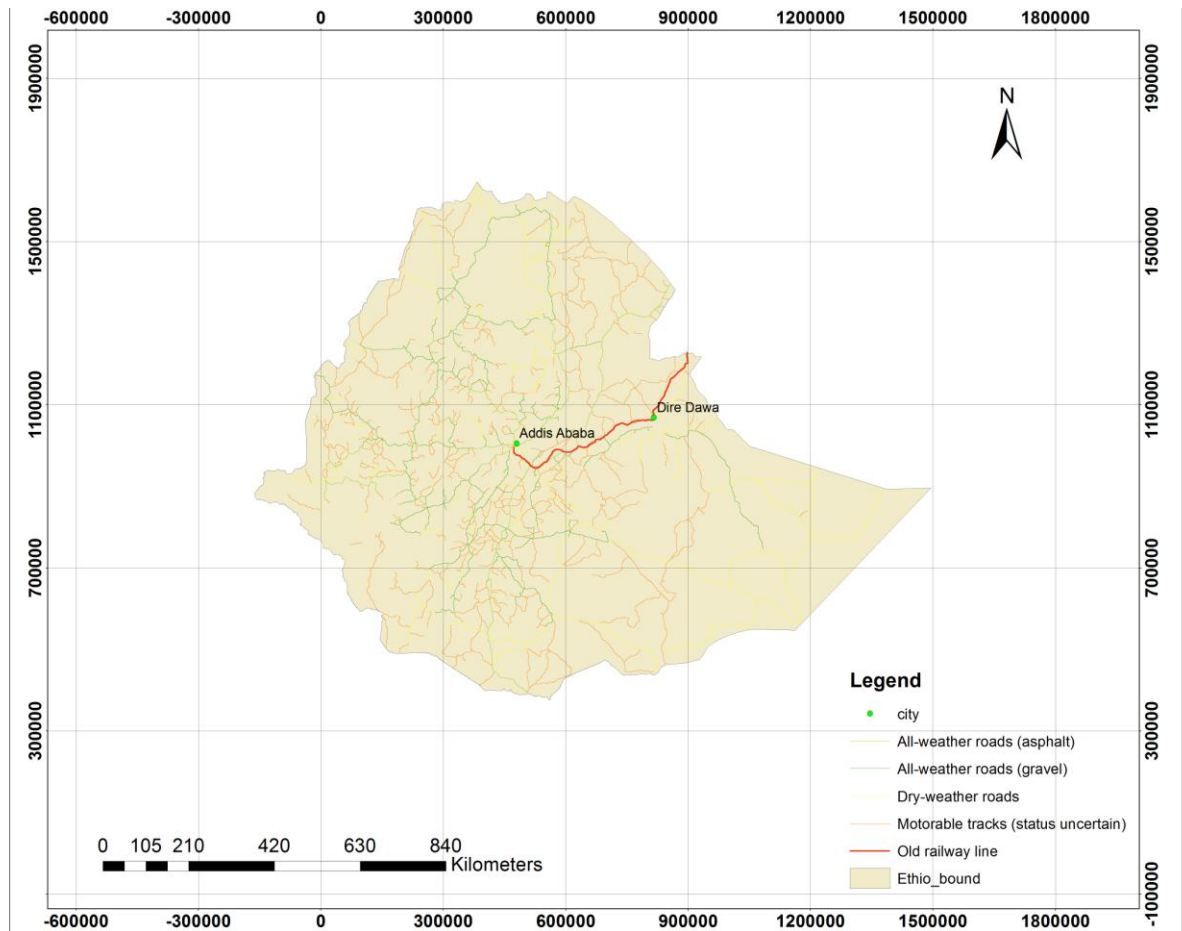 -600000 -300000 0 300000 600000 900000 1200000 1500000 1800000
1900000 1900000
N
1500000 1500000
1100000 1100000
Dire Dawa
Addis Ababa
700000 700000
Legend
city
300000 300000
All-weather roads (asphalt)
All-weather roads (gravel)
Dry-weather roads
Motorable tracks (status uncertain)
0 105 210 420 630 840
Kilometers
Old railway line
Ethio_bound
-100000 -100000
-600000 -300000 0 300000 600000 900000 1200000 1500000 1800000